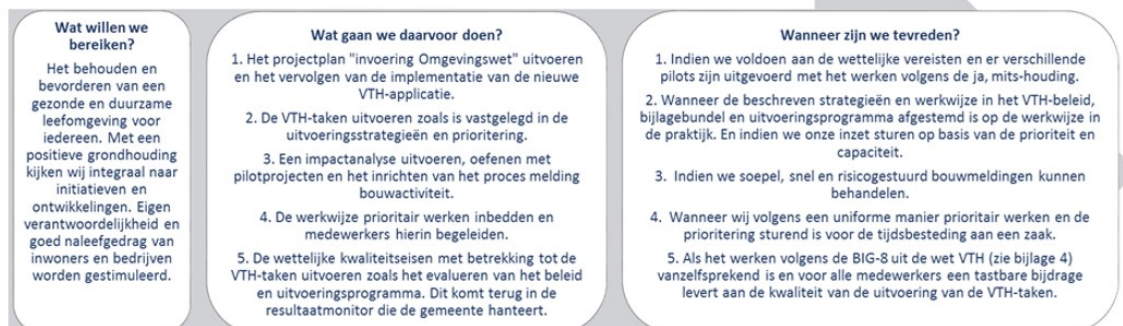 Wat willen we
bereiken?
Het behouden en
bevorderen van een
gezonde en duurzame
leefomgeving voor
iedereen. Met een
positieve grondhouding
kijken wij integraal naar
initiatieven en
ontwikkelingen. Eigen
verantwoordelijkheid en
goed naleefgedrag van
inwoners en bedrijven
worden gestimuleerd.
Wat gaan we daarvoor doen?
1. Het projectplan "invoering Omgevingswet" uitvoeren
en het vervolgen van de implementatie van de nieuwe
VTH-applicatie.
2. De VTH-taken uitvoeren zoals is vastgelegd in de
uitvoeringsstrategieën en prioritering.
3. Een impactanalyse uitvoeren, oefenen met
pilotprojecten en het inrichten van het proces melding
bouwactiviteit.
4. De werkwijze prioritair werken inbedden en
medewerkers hierin begeleiden.
5. De wettelijke kwaliteitseisen met betrekking tot de
VTH-taken uitvoeren zoals het evalueren van het beleid
en uitvoeringsprogramma. Dit komt terug in de
resultaatmonitor die de gemeente hanteert.
Wanneer zijn we tevreden?
1. Indien we voldoen aan de wettelijke vereisten en er verschillende
pilots zijn uitgevoerd met het werken volgens de ja, mits-houding.
2. Wanneer de beschreven strategieën en werkwijze in het VTH-beleid,
bijlagebundel en uitvoeringsprogramma afgestemd is op de werkwijze in
de praktijk. En indien we onze inzet sturen op basis van de prioriteit en
capaciteit.
3. Indien we soepel, snel en risicogestuurd bouwmeldingen kunnen
behandelen.
4. Wanneer wij volgens een uniforme manier prioritair werken en de
prioritering sturend is voor de tijdsbesteding aan een zaak.
5. Als het werken volgens de BIG-8 uit de wet VTH (zie bijlage 4)
vanzelfsprekend is en voor alle medewerkers een tastbare bijdrage
levert aan de kwaliteit van de uitvoering van de VTH-taken.